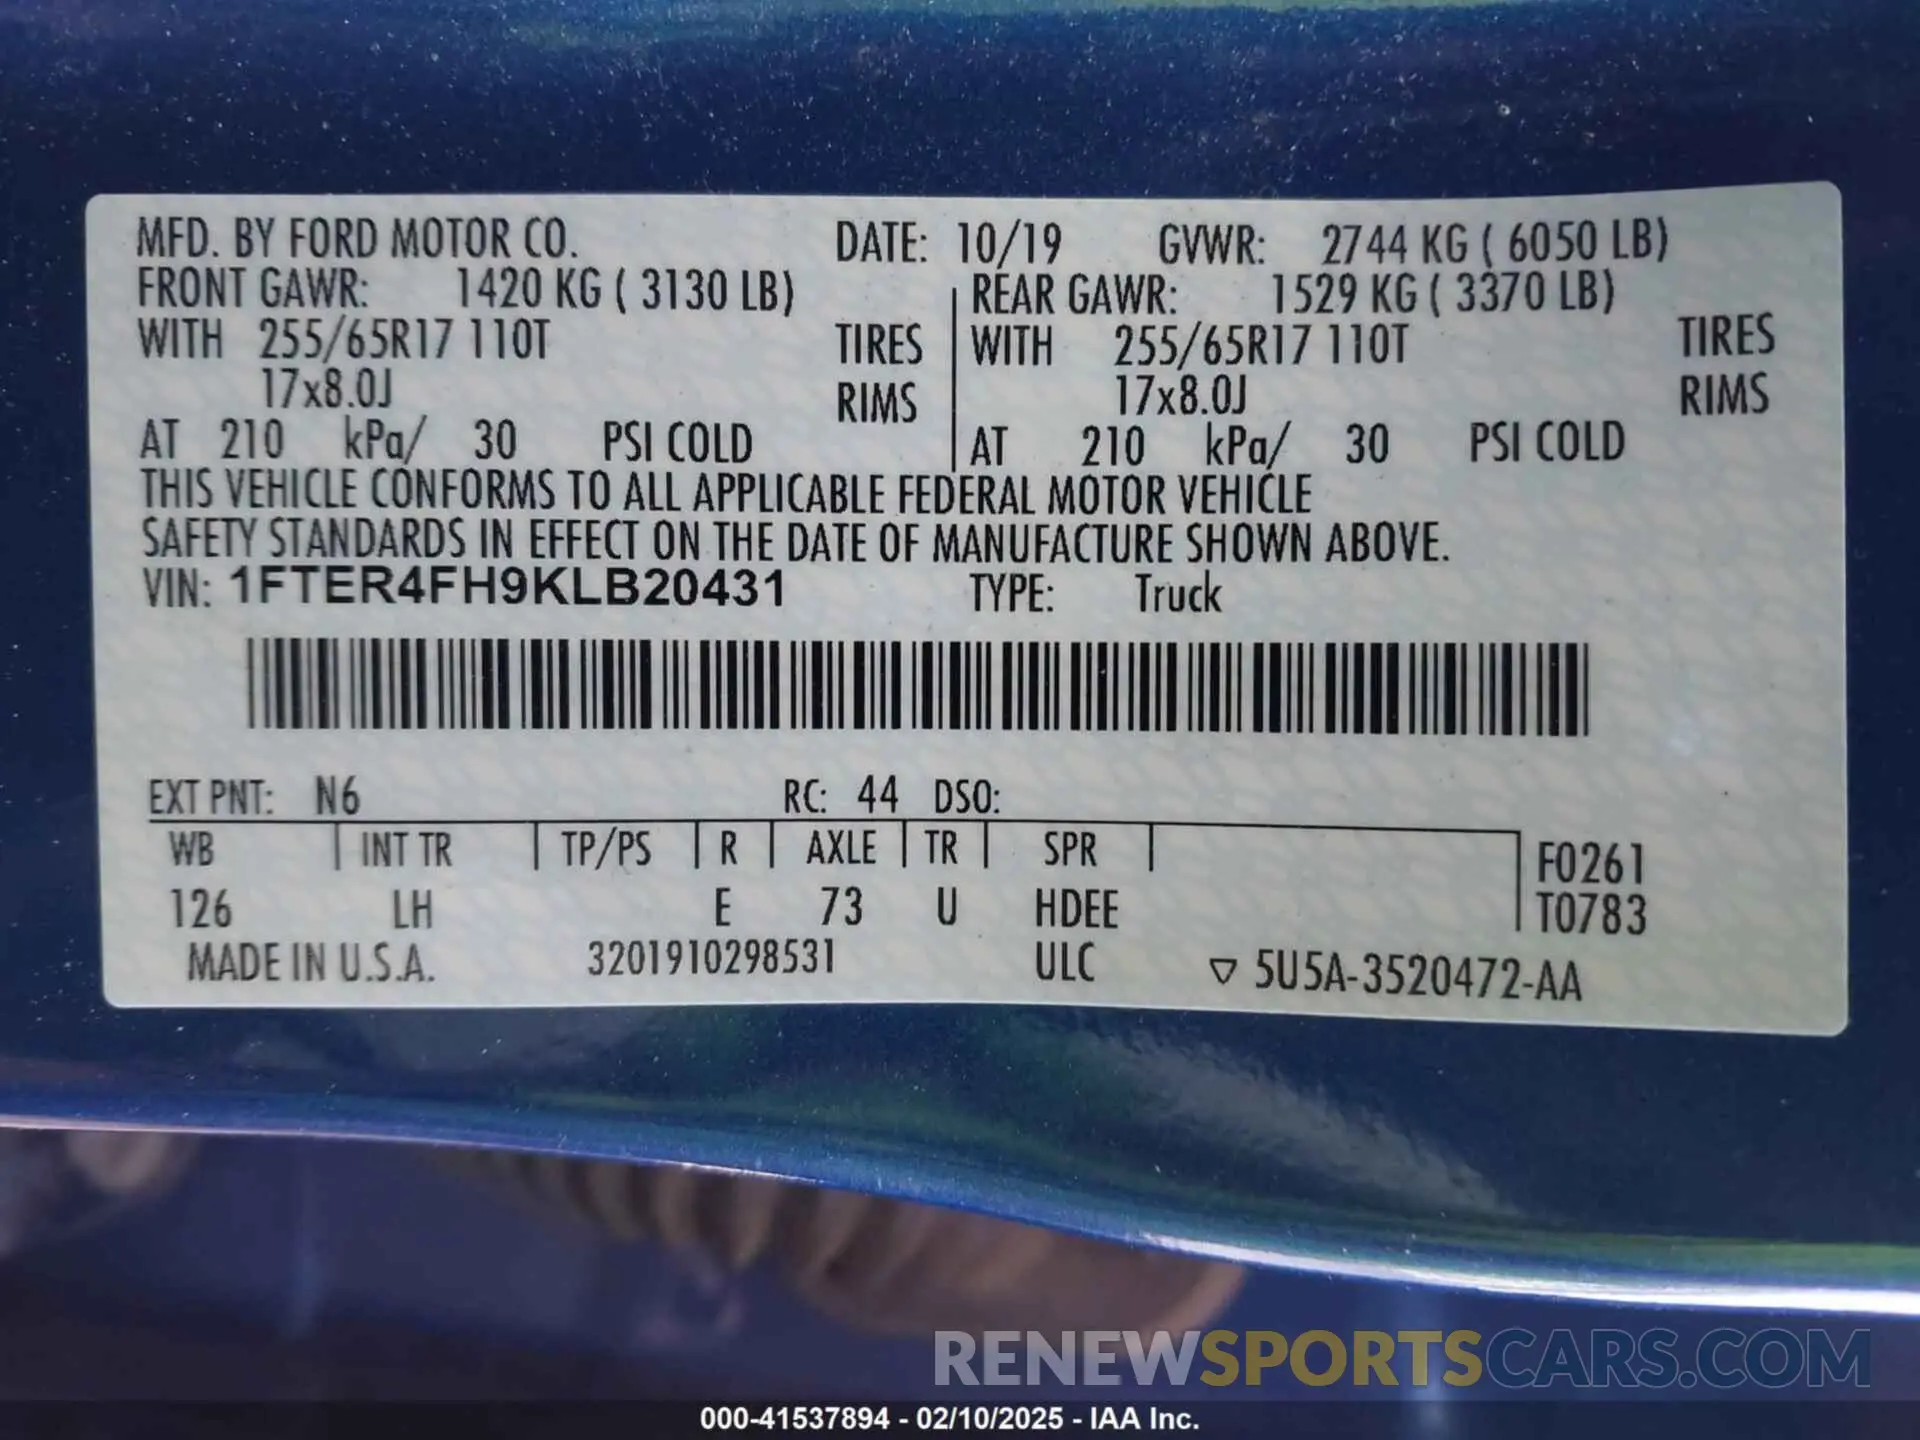 MFD. BY FORD MOTOR CO. DATE: 10/19 GVWR: 2744 KG ( 6050 LB)
FRONT GAWR: 1420 KG ( 3130 LB) REAR GAWR: 1529 KG ( 3370 LB)
WITH 255/65R17 110T TIRES WITH 255/65R17 110T TIRES
17x8.0J RIMS 17x8.0J RIMS
AT 210 kPa/ 30 PSI COLD AT 210 kPa/ 30 PSI COLD
THIS VEHICLE CONFORMS TO ALL APPLICABLE FEDERAL MOTOR VEHICLE
SAFETY STANDARDS IN EFFECT ON THE DATE OF MANUFACTURE SHOWN ABOVE.
VIN: 1FTER4FH9KLB20431 TYPE: Truck
EXT PNT: N6 RC: 44 DSO:
WB INT TR TP/PS R AXLE TR SPR F0261
126 LH E 73 U HDEE T0783
MADE IN U.S.A. 3201910298531 ULC ▽ 5U5A-3520472-AA
RENEWSPORTSCARS.COM
000-41537894 - 02/10/2025 - IAA Inc.